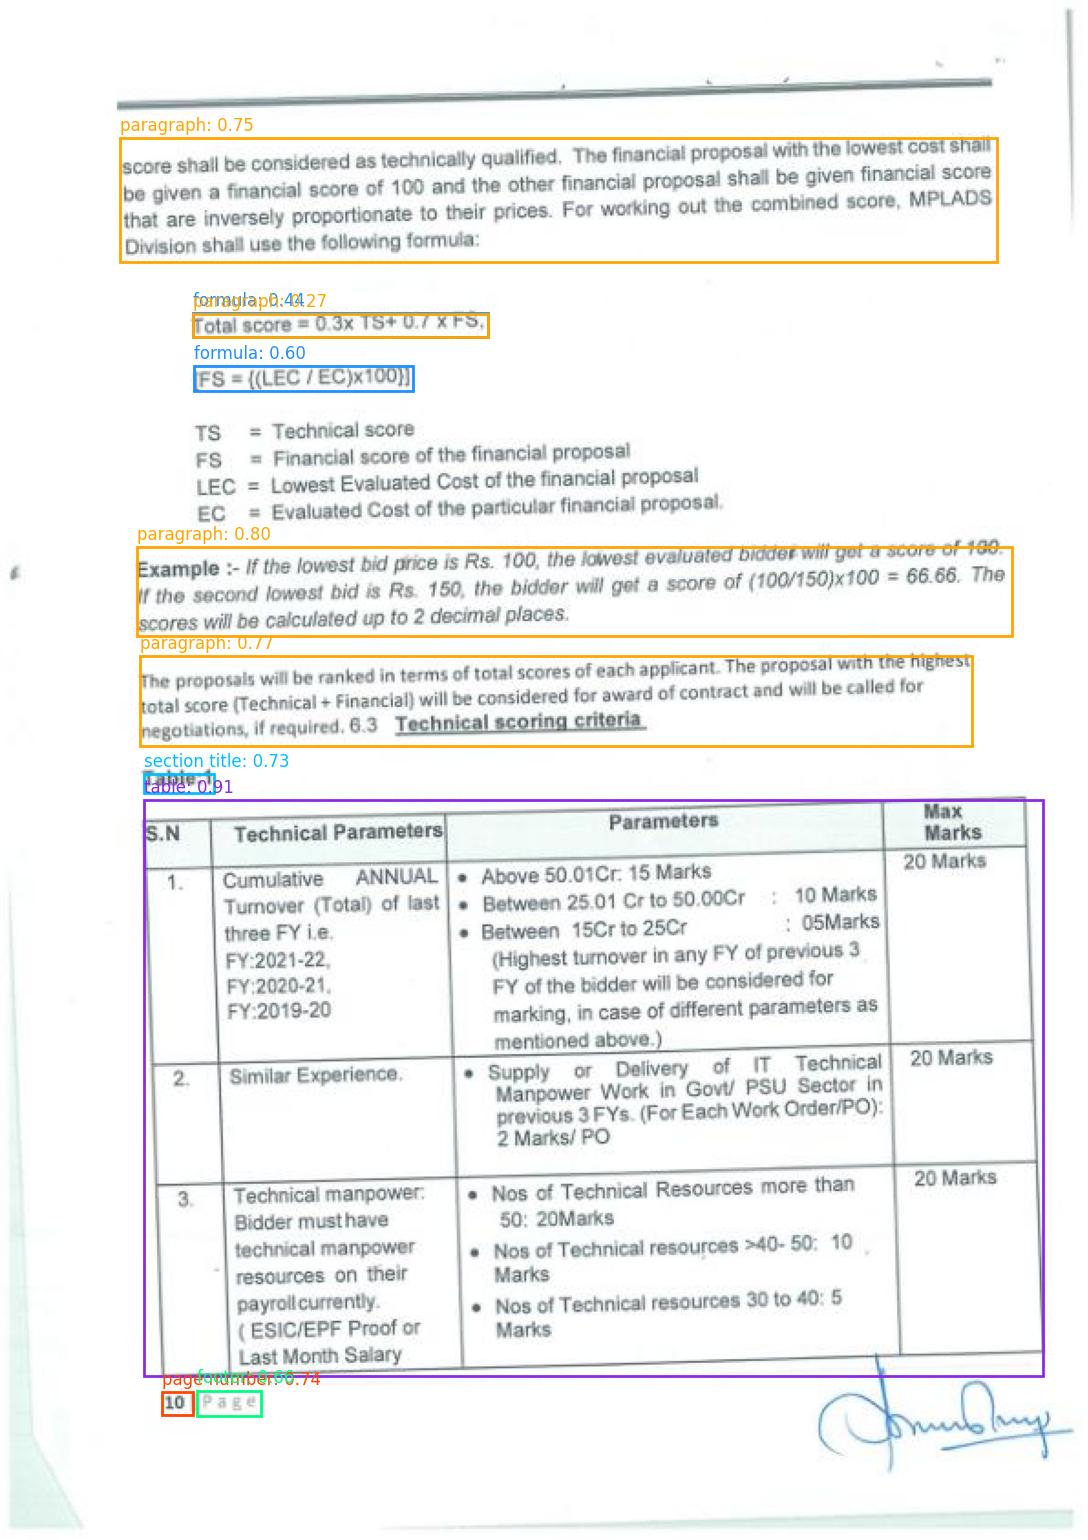 paragraph: 0.75
score shall be considered as technically qualified. The financial proposal with the lowest cost shall
be given a financial score of 100 and the other financial proposal shall be given financial score
that are inversely proportionate to their prices. For working out the combined score, MPLADS
Division shall use the following formula:
formula: 0.44
paragraph: 0.27
Total score = 0.3x TS+ 0.7 x FS,
formula: 0.60
[FS = {(LEC / EC)x100}]
TS = Technical score
FS = Financial score of the financial proposal
LEC = Lowest Evaluated Cost of the financial proposal
EC = Evaluated Cost of the particular financial proposal.
paragraph: 0.80
Example :- If the lowest bid price is Rs. 100, the lowest evaluated bidder will get a score of 100.
If the second lowest bid is Rs. 150, the bidder will get a score of (100/150)x100 = 66.66. The
scores will be calculated up to 2 decimal places.
paragraph: 0.77
The proposals will be ranked in terms of total scores of each applicant. The proposal with the highest
total score (Technical + Financial) will be considered for award of contract and will be called for
negotiations, if required. 6.3 Technical scoring criteria
section title: 0.73
Table-1
table: 0.91
S.N Technical Parameters Parameters Max
Marks
1. Cumulative ANNUAL
Turnover (Total) of last
three FY i.e.
FY:2021-22,
FY:2020-21,
FY:2019-20
• Above 50.01Cr: 15 Marks
• Between 25.01 Cr to 50.00Cr : 10 Marks
• Between 15Cr to 25Cr : 05Marks
(Highest turnover in any FY of previous 3
FY of the bidder will be considered for
marking, in case of different parameters as
mentioned above.)
20 Marks
2. Similar Experience.
• Supply or Delivery of IT Technical
Manpower Work in Govt/ PSU Sector in
previous 3 FYs. (For Each Work Order/PO):
2 Marks/ PO
20 Marks
3. Technical manpower:
Bidder must have
technical manpower
resources on their
payroll currently.
( ESIC/EPF Proof or
Last Month Salary
• Nos of Technical Resources more than
50: 20Marks
• Nos of Technical resources >40- 50: 10
Marks
• Nos of Technical resources 30 to 40: 5
Marks
20 Marks
page number: 0.74
10 Page